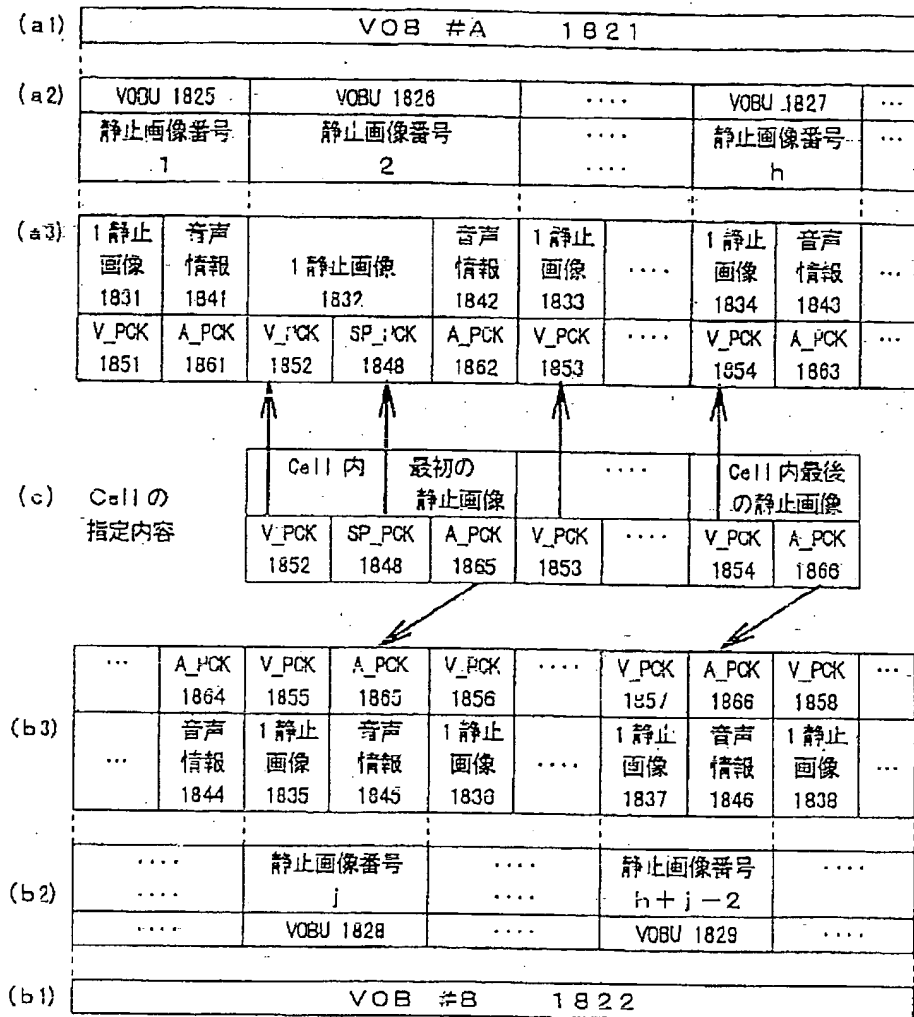 (a1) VOB #A 1821
(a2) VOBU 1825 VOBU 1826 ‥‥ VOBU 1827 …
静止画像番号 静止画像番号 ‥‥ 静止画像番号 …
1 2 ‥‥ h
(a3) 1静止 音声 1静止画像 音声 1静止 ‥‥ 1静止 音声 …
画像 情報 1832 情報 画像 画像 情報
1831 1841 1842 1833 1834 1843
V_PCK A_PCK V_PCK SP_PCK A_PCK V_PCK ‥‥ V_PCK A_PCK …
1851 1861 1852 1848 1862 1853 1854 1863
(c) Cellの Cell内 最初の ‥‥ Cell内最後
指定内容 静止画像 の静止画像
V_PCK SP_PCK A_PCK V_PCK ‥‥ V_PCK A_PCK
1852 1848 1865 1853 1854 1866
… A_PCK V_PCK A_PCK V_PCK ‥‥ V_PCK A_PCK V_PCK …
1864 1855 1865 1856 1857 1866 1858
(b3) … 音声 1静止 音声 1静止 ‥‥ 1静止 音声 1静止 …
情報 画像 情報 画像 画像 情報 画像
1844 1835 1845 1836 1837 1846 1838
(b2) ‥‥ 静止画像番号 ‥‥ 静止画像番号 ‥‥
‥‥ j ‥‥ h+j−2 ‥‥
‥‥ VOBU 1828 ‥‥ VOBU 1829 ‥‥
(b1) VOB #B 1822